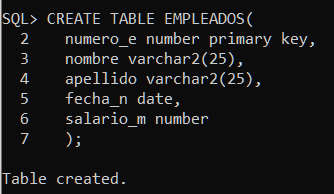 SQL> CREATE TABLE EMPLEADOS(
  2    numero_e number primary key,
  3    nombre varchar2(25),
  4    apellido varchar2(25),
  5    fecha_n date,
  6    salario_m number
  7    );
Table created.